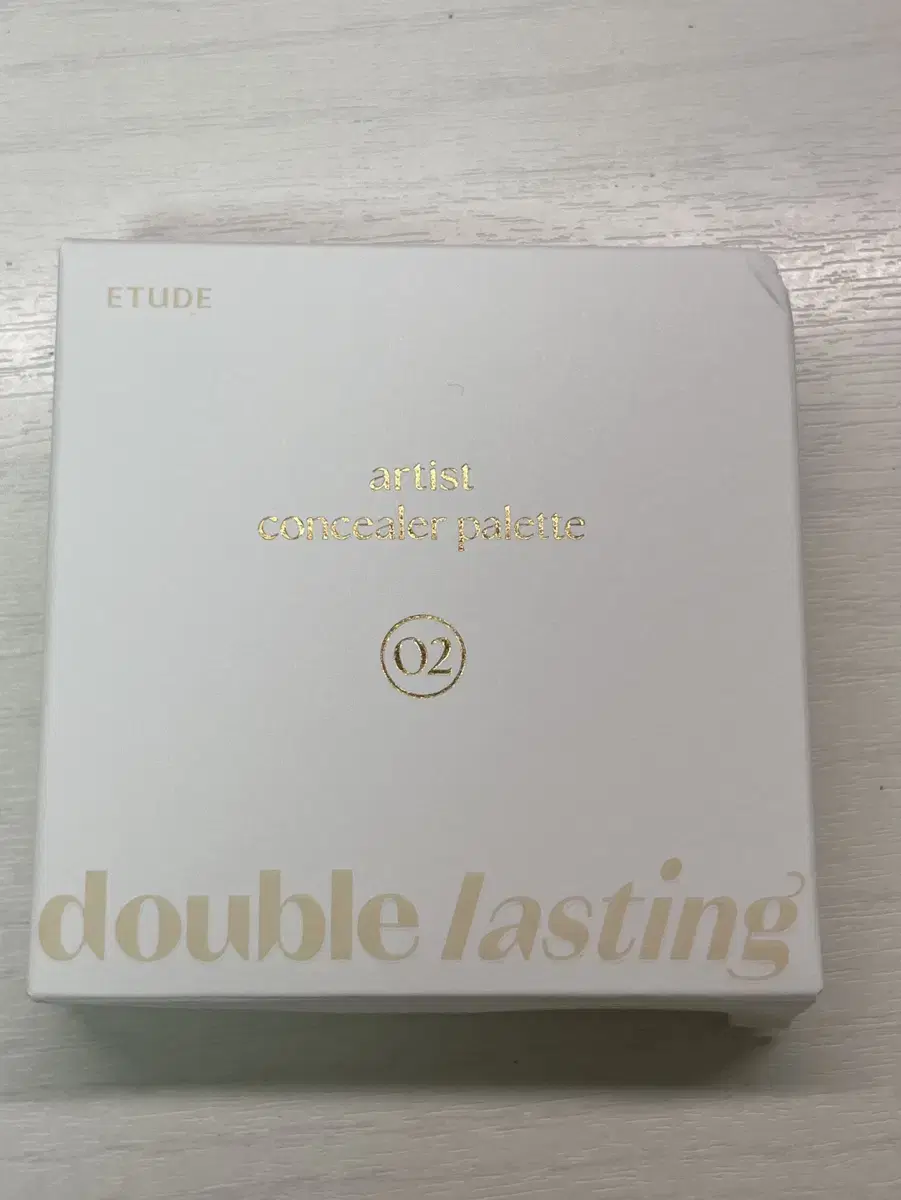 ETUDE
artist
concealer palette
02
double lasting